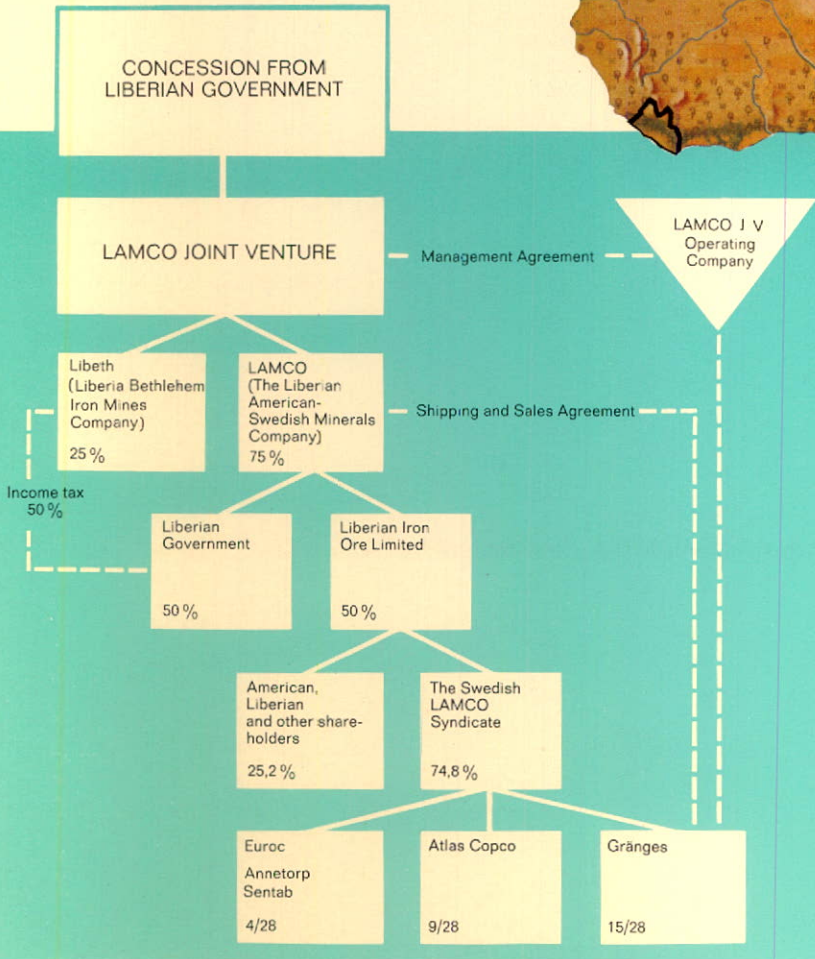 CONCESSION FROM
LIBERIAN GOVERNMENT
LAMCO JOINT VENTURE
Management Agreement
LAMCO J V
Operating
Company
Libeth
(Liberia Bethlehem
Iron Mines
Company)
25 %
LAMCO
(The Liberian
American-
Swedish Minerals
Company)
75 %
Shipping and Sales Agreement
Income tax
50 %
Liberian
Government
50 %
Liberian Iron
Ore Limited
50 %
American,
Liberian
and other share-
holders
25,2 %
The Swedish
LAMCO
Syndicate
74,8 %
Euroc
Annetorp
Sentab
4/28
Atlas Copco
9/28
Gränges
15/28